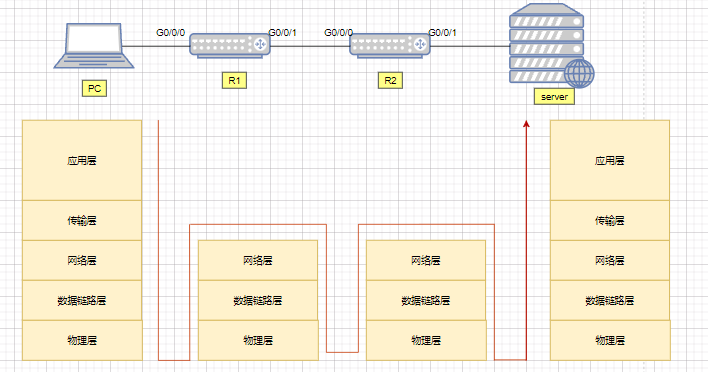 G0/0/0
G0/0/1
G0/0/0
G0/0/1
PC
R1
R2
server
应用层
应用层
传输层
传输层
网络层
网络层
网络层
网络层
数据链路层
数据链路层
数据链路层
数据链路层
物理层
物理层
物理层
物理层